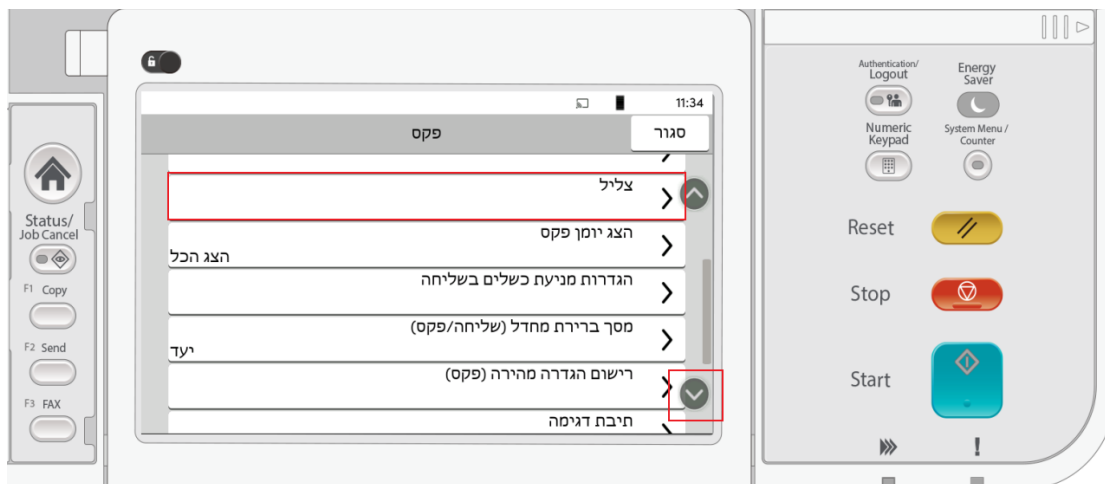 11:34
פקס
סגור
צליל
הצג יומן פקס
הצג הכל
הגדרות מניעת כשלים בשליחה
מסך ברירת מחדל (שליחה/פקס)
יעד
רישום הגדרה מהירה (פקס)
תיבת דגימה
Status/
Job Cancel
F1 Copy
F2 Send
F3 FAX
Authentication/
Logout
Energy
Saver
Numeric
Keypad
System Menu /
Counter
Reset
Stop
Start